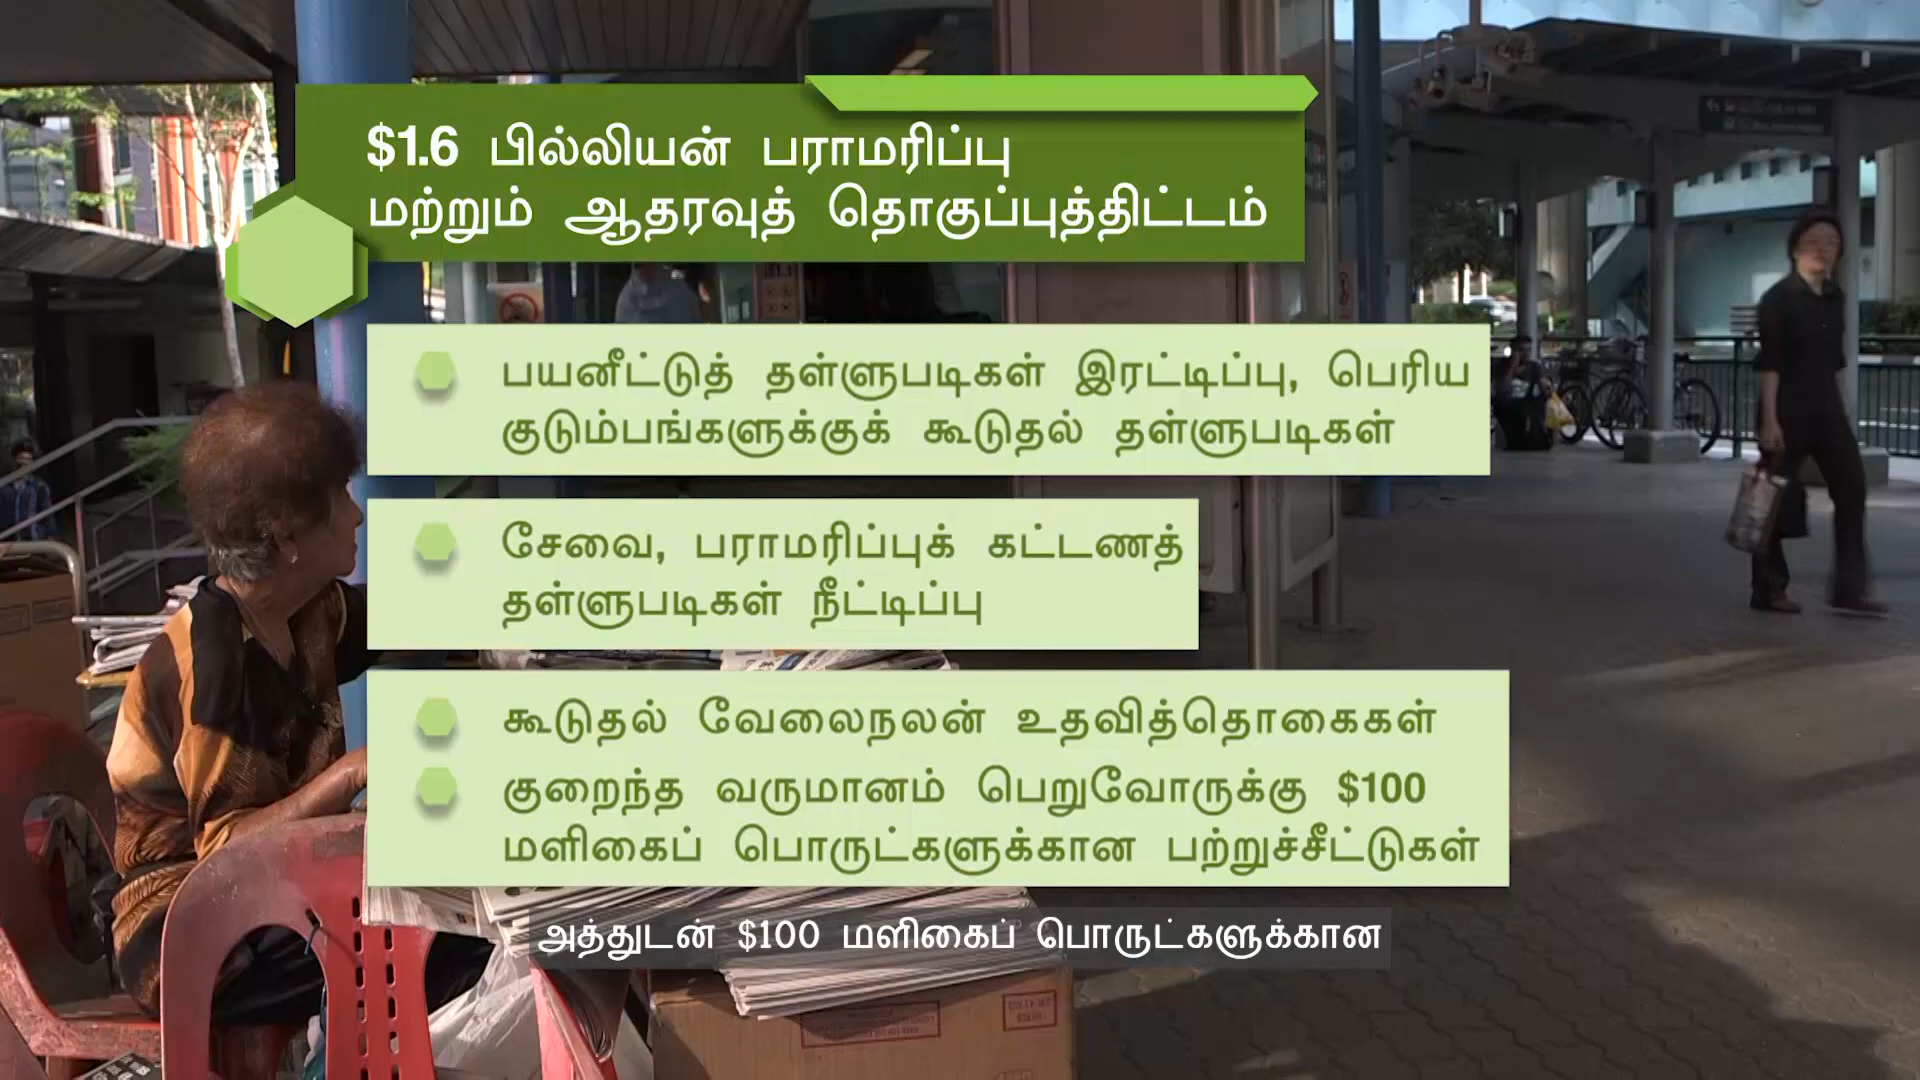 $1.6 பில்லியன் பராமரிப்பு
மற்றும் ஆதரவுத் தொகுப்புத்திட்டம்
பயனீட்டுத் தள்ளுபடிகள் இரட்டிப்பு, பெரிய
குடும்பங்களுக்குக் கூடுதல் தள்ளுபடிகள்
சேவை, பராமரிப்புக் கட்டணத்
தள்ளுபடிகள் நீட்டிப்பு
கூடுதல் வேலைநலன் உதவித்தொகைகள்
குறைந்த வருமானம் பெறுவோருக்கு $100
மளிகைப் பொருட்களுக்கான பற்றுச்சீட்டுகள்
அத்துடன் $100 மளிகைப் பொருட்களுக்கான